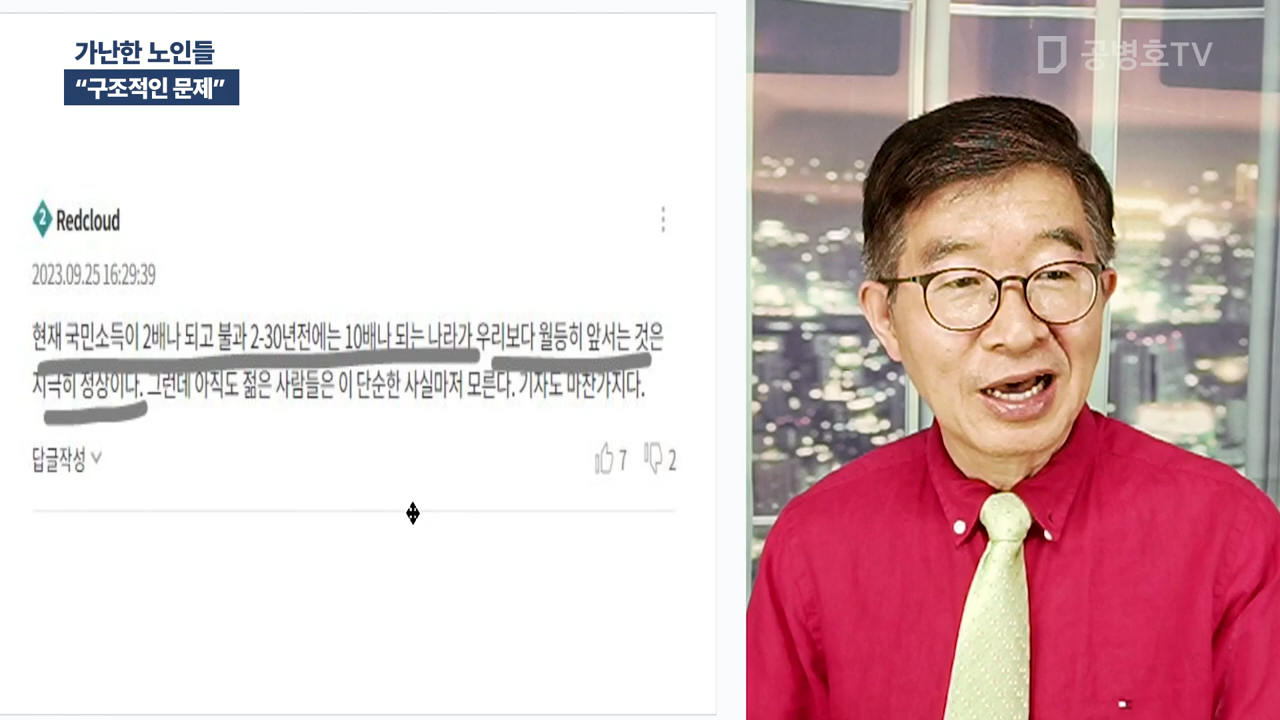 가난한 노인들
“구조적인 문제”
공병호TV
2 Redcloud
2023.09.25 16:29:39
현재 국민소득이 2배나 되고 불과 2-30년전에는 10배나 되는 나라가 우리보다 월등히 앞서는 것은
지극히 정상이다. 그런데 아직도 젊은 사람들은 이 단순한 사실마저 모른다. 기자도 마찬가지다.
답글작성
7 2